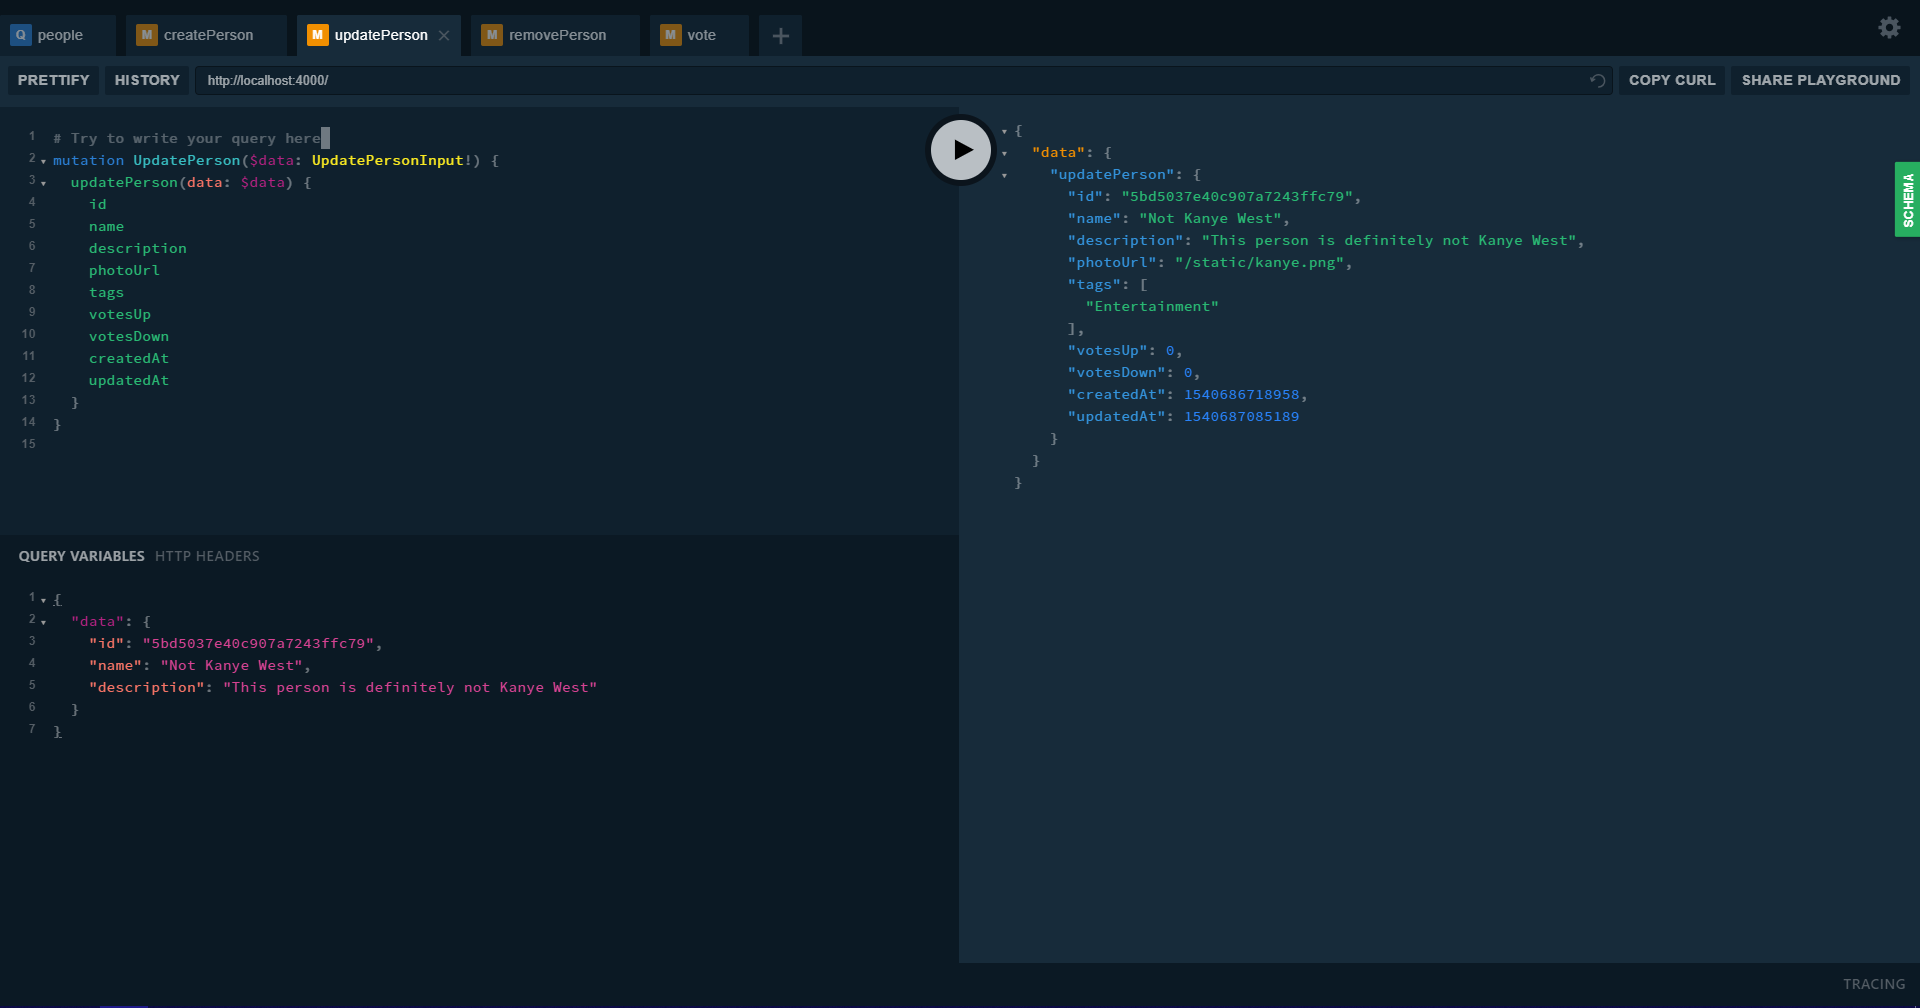 Q people M createPerson M updatePerson M removePerson M vote
PRETTIFY HISTORY http://localhost:4000/ COPY CURL SHARE PLAYGROUND
1 # Try to write your query here
2 mutation UpdatePerson($data: UpdatePersonInput!) {
3 updatePerson(data: $data) {
4 id
5 name
6 description
7 photoUrl
8 tags
9 votesUp
10 votesDown
11 createdAt
12 updatedAt
13 }
14 }
15
QUERY VARIABLES HTTP HEADERS
1 {
2 "data": {
3 "id": "5bd5037e40c907a7243ffc79",
4 "name": "Not Kanye West",
5 "description": "This person is definitely not Kanye West"
6 }
7 }
{
"data": {
"updatePerson": {
"id": "5bd5037e40c907a7243ffc79",
"name": "Not Kanye West",
"description": "This person is definitely not Kanye West",
"photoUrl": "/static/kanye.png",
"tags": [
"Entertainment"
],
"votesUp": 0,
"votesDown": 0,
"createdAt": 1540686718958,
"updatedAt": 1540687085189
}
}
}
SCHEMA
TRACING